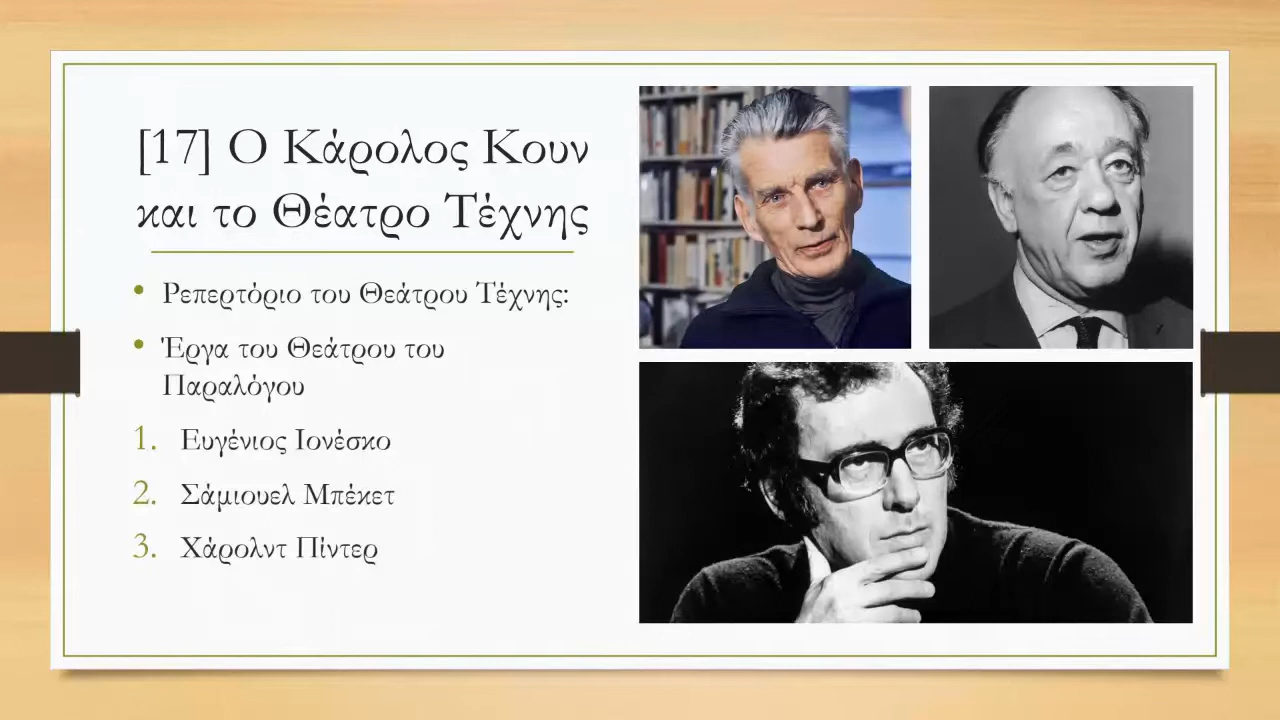 [17] Ο Κάρολος Κουν
και το Θέατρο Τέχνης
• Ρεπερτόριο του Θεάτρου Τέχνης:
• Έργα του Θεάτρου του
Παραλόγου
1. Ευγένιος Ιονέσκο
2. Σάμιουελ Μπέκετ
3. Χάρολντ Πίντερ